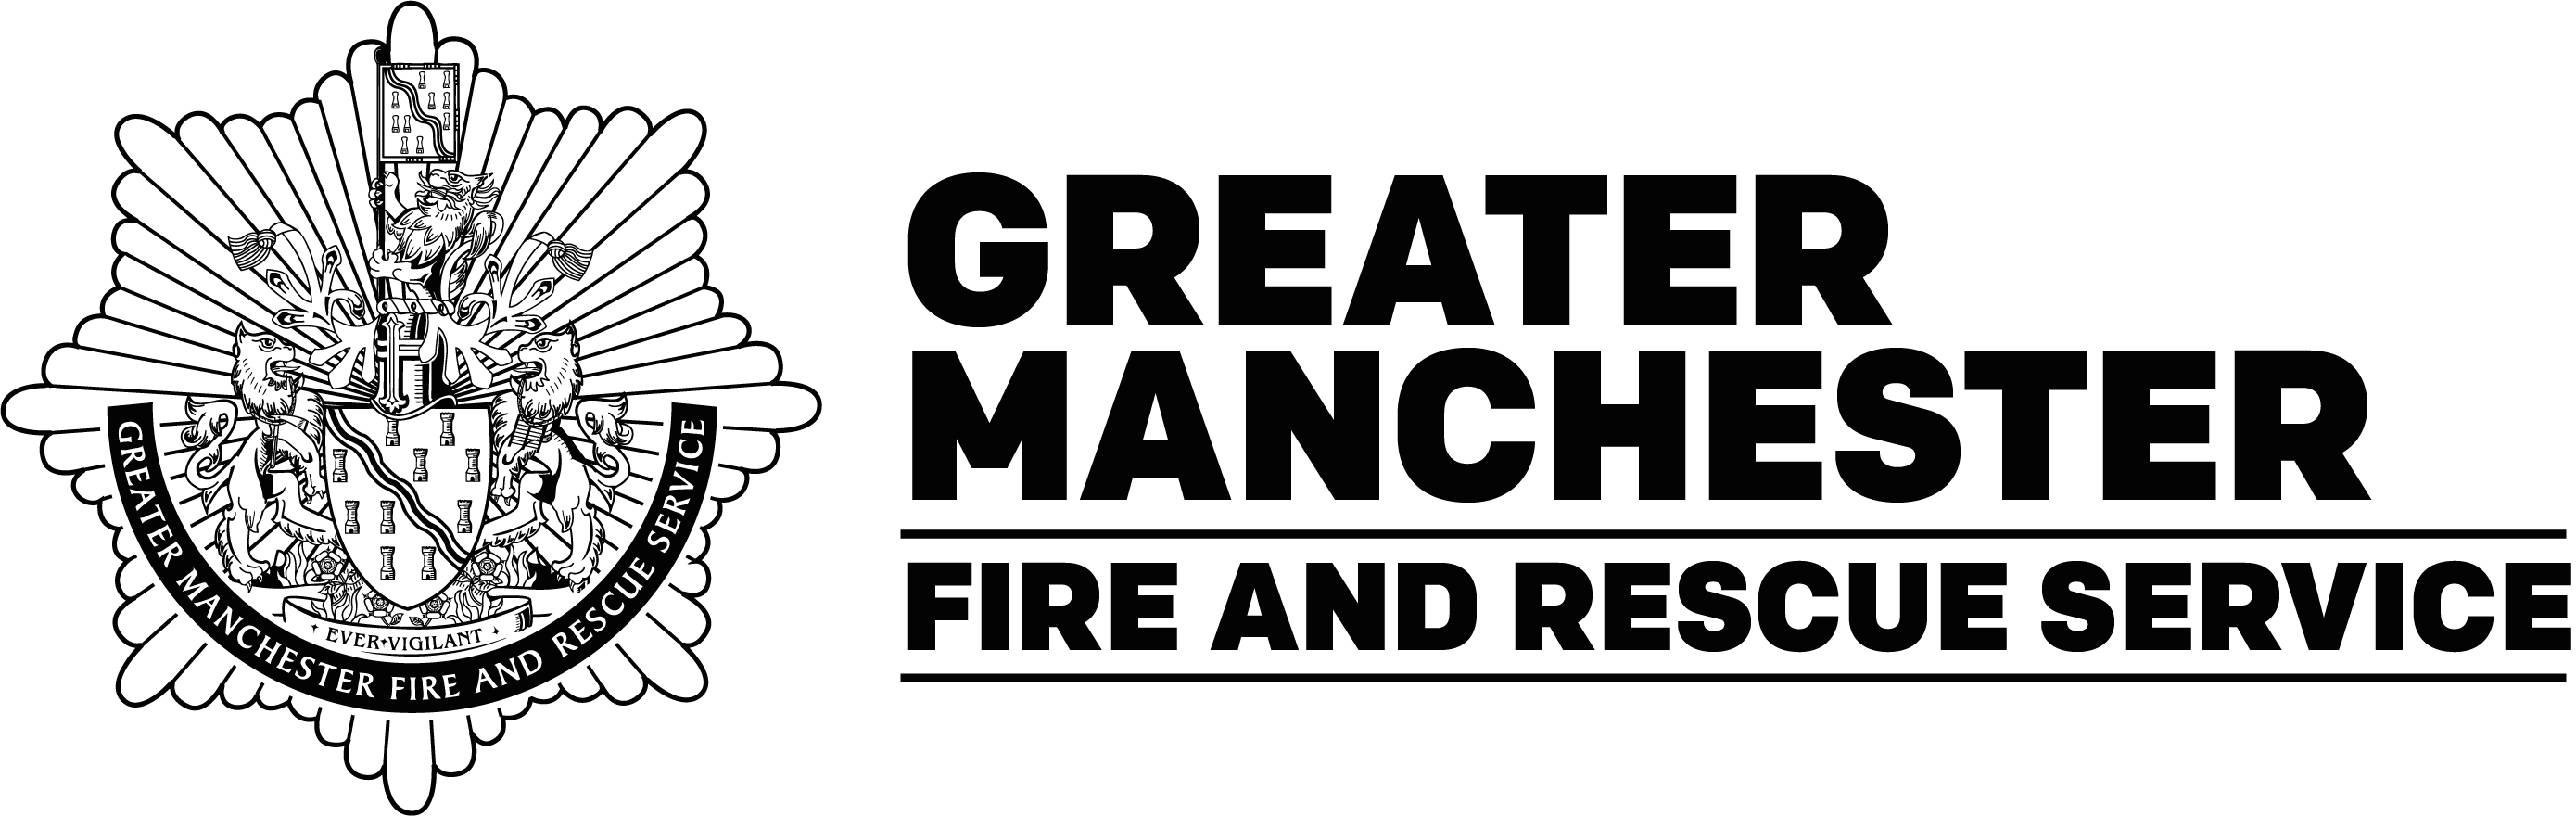 EVER✦VIGILANT
GREATER MANCHESTER FIRE AND RESCUE SERVICE
GREATER
MANCHESTER
FIRE AND RESCUE SERVICE